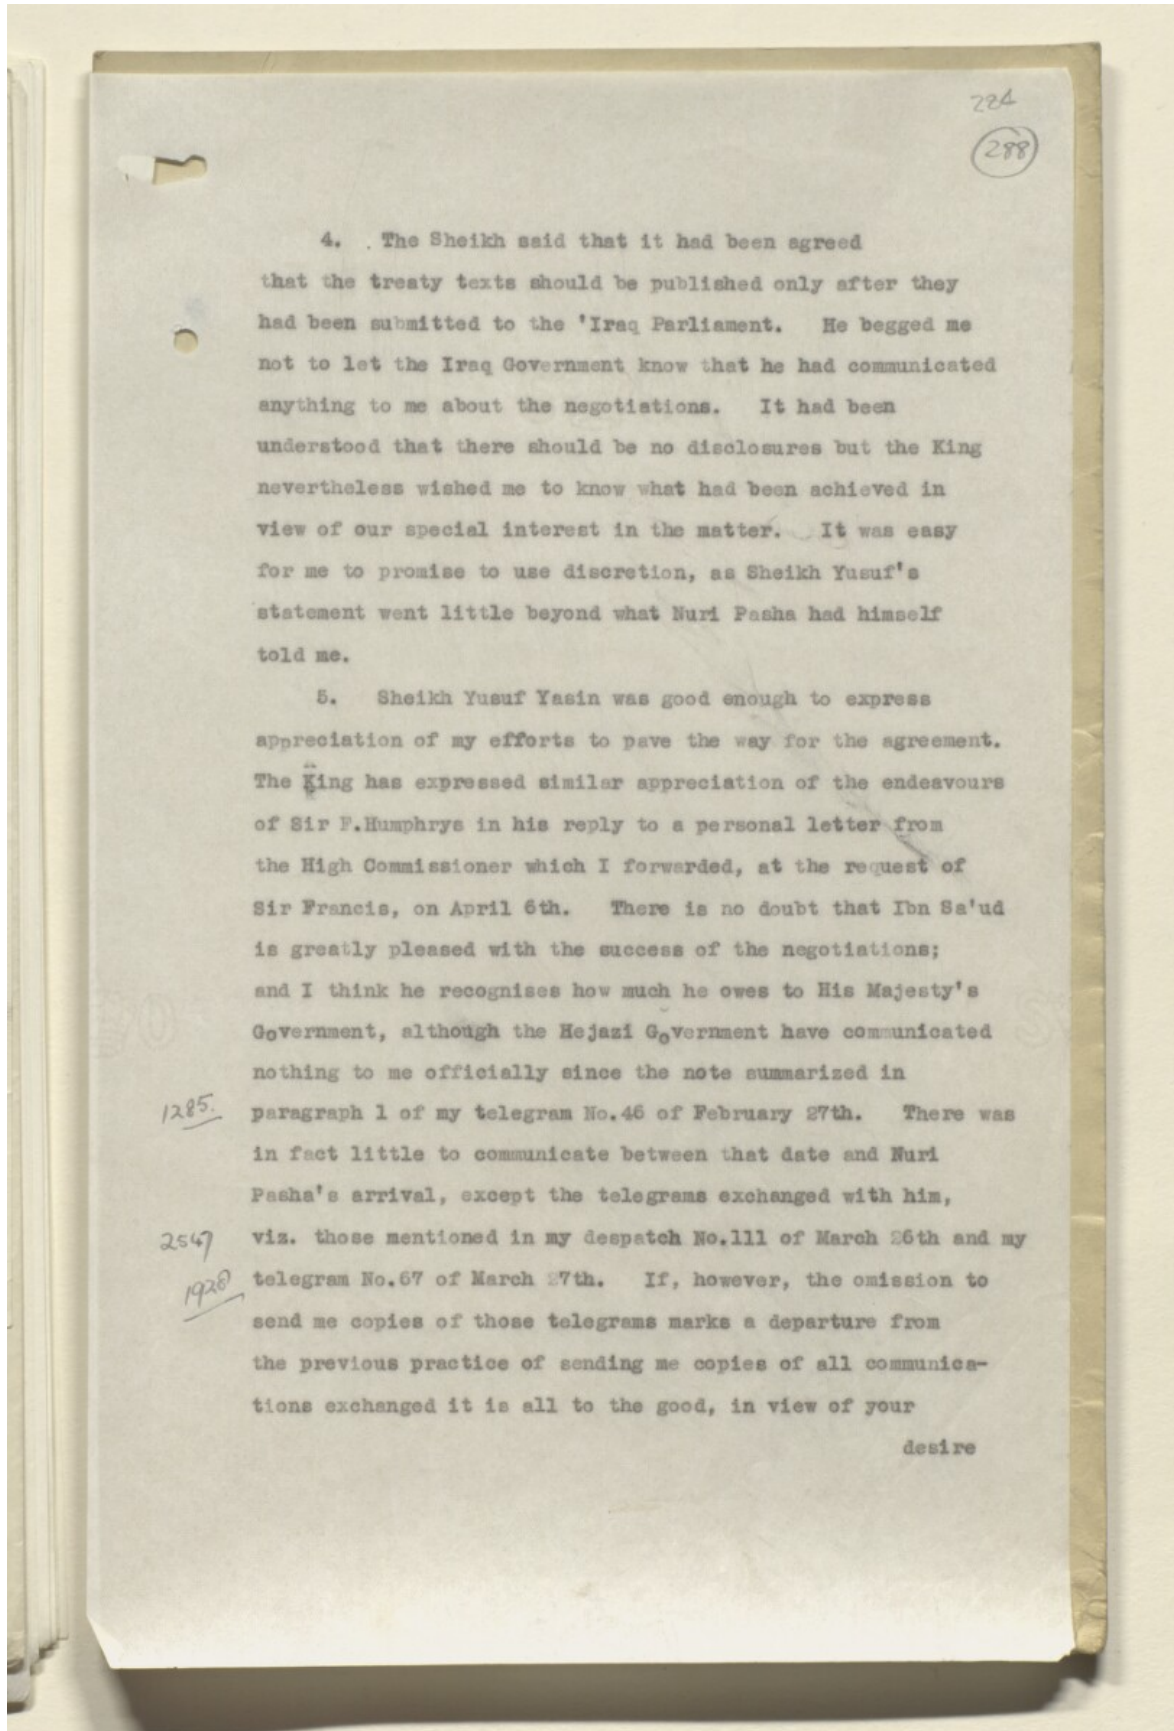 284
288
4. The Sheikh said that it had been agreed
that the treaty texts should be published only after they
had been submitted to the 'Iraq Parliament. He begged me
not to let the Iraq Government know that he had communicated
anything to me about the negotiations. It had been
understood that there should be no disclosures but the King
nevertheless wished me to know what had been achieved in
view of our special interest in the matter. It was easy
for me to promise to use discretion, as Sheikh Yusuf's
statement went little beyond what Nuri Pasha had himself
told me.
5. Sheikh Yusuf Yasin was good enough to express
appreciation of my efforts to pave the way for the agreement.
The King has expressed similar appreciation of the endeavours
of Sir F.Humphrys in his reply to a personal letter from
the High Commissioner which I forwarded, at the request of
Sir Francis, on April 6th. There is no doubt that Ibn Sa'ud
is greatly pleased with the success of the negotiations;
and I think he recognises how much he owes to His Majesty's
Government, although the Hejazi Government have communicated
nothing to me officially since the note summarized in
1285. paragraph 1 of my telegram No.46 of February 27th. There was
in fact little to communicate between that date and Nuri
Pasha's arrival, except the telegrams exchanged with him,
2547 viz. those mentioned in my despatch No.111 of March 26th and my
1928 telegram No.67 of March 27th. If, however, the omission to
send me copies of those telegrams marks a departure from
the previous practice of sending me copies of all communica-
tions exchanged it is all to the good, in view of your
desire